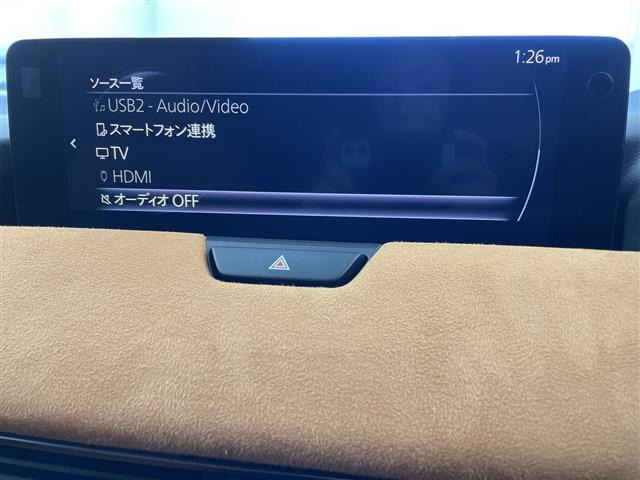 1:26pm
ソース一覧
USB2 - Audio/Video
スマートフォン連携
TV
HDMI
オーディオ OFF